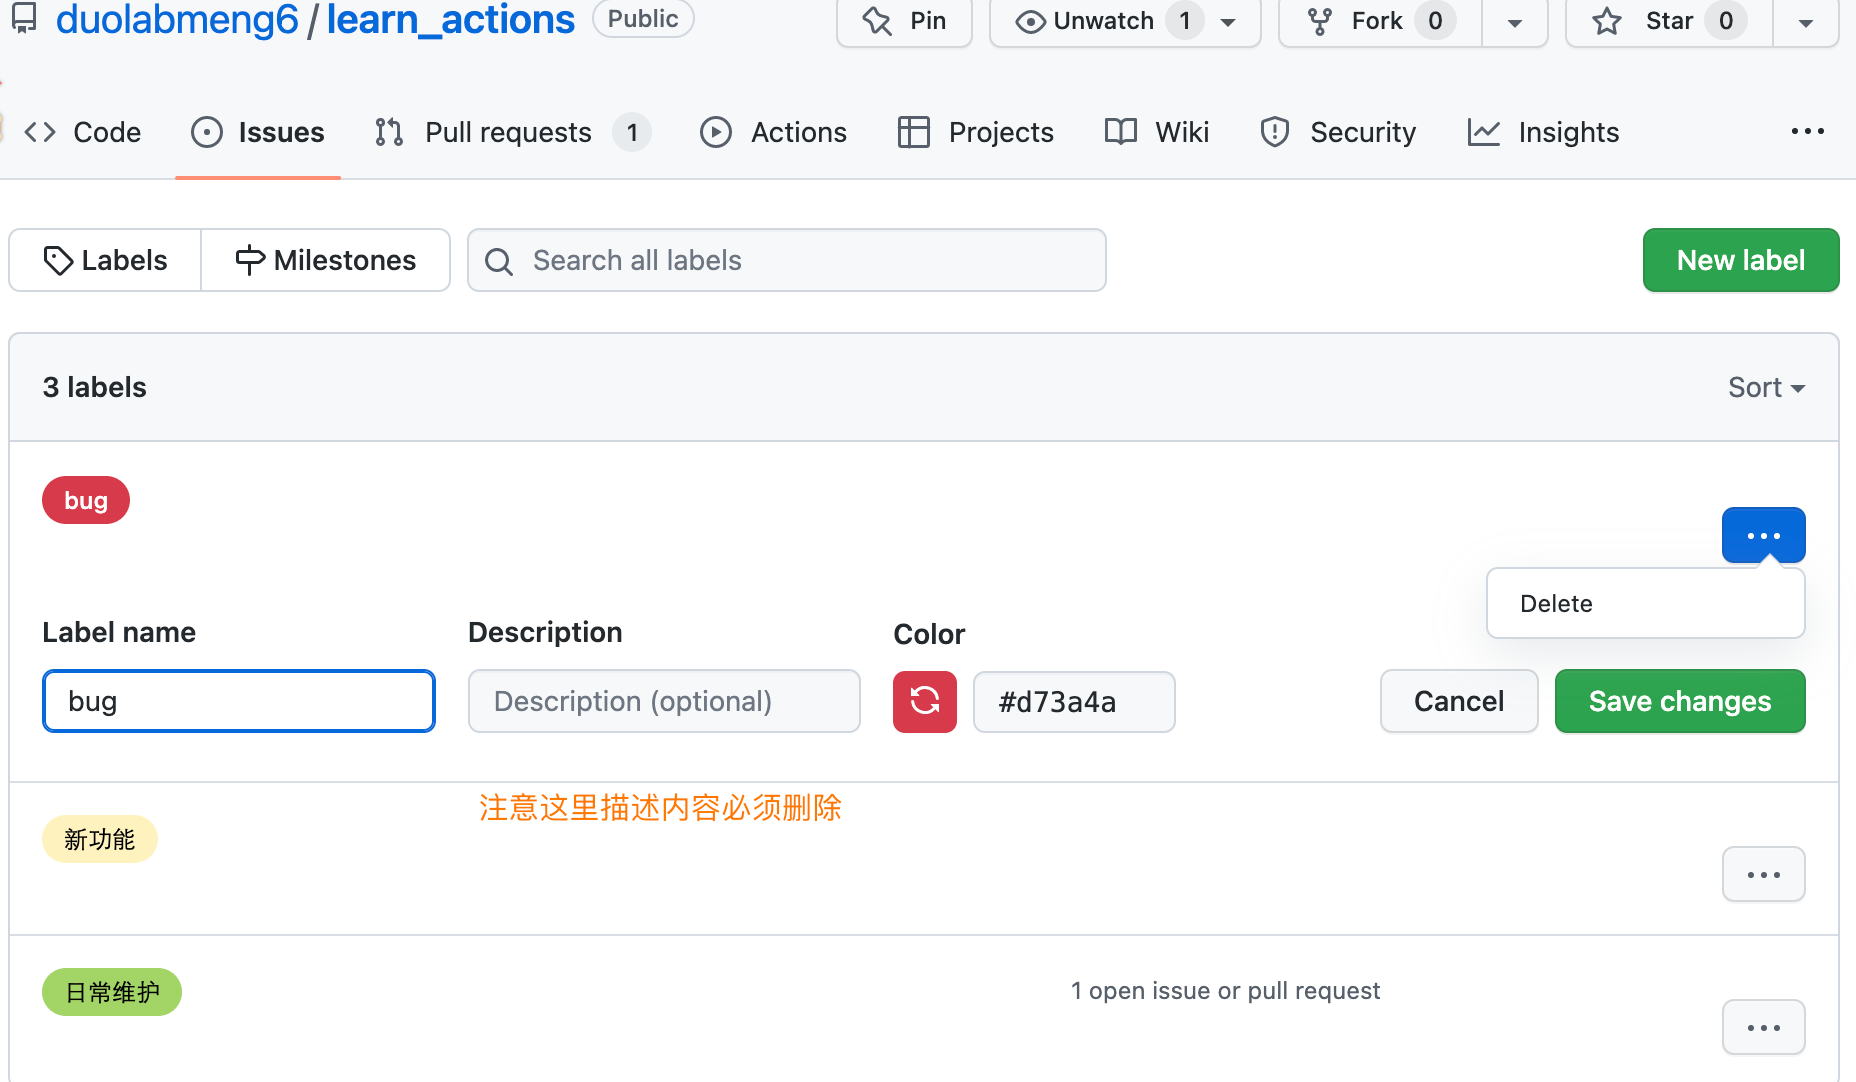 duolabmeng6 / learn_actions Public Pin Unwatch 1 Fork 0 Star 0
Code Issues Pull requests 1 Actions Projects Wiki Security Insights
Labels Milestones Search all labels New label
3 labels Sort
bug
Delete
Label name Description Color
bug Description (optional) #d73a4a Cancel Save changes
注意这里描述内容必须删除
新功能
日常维护 1 open issue or pull request